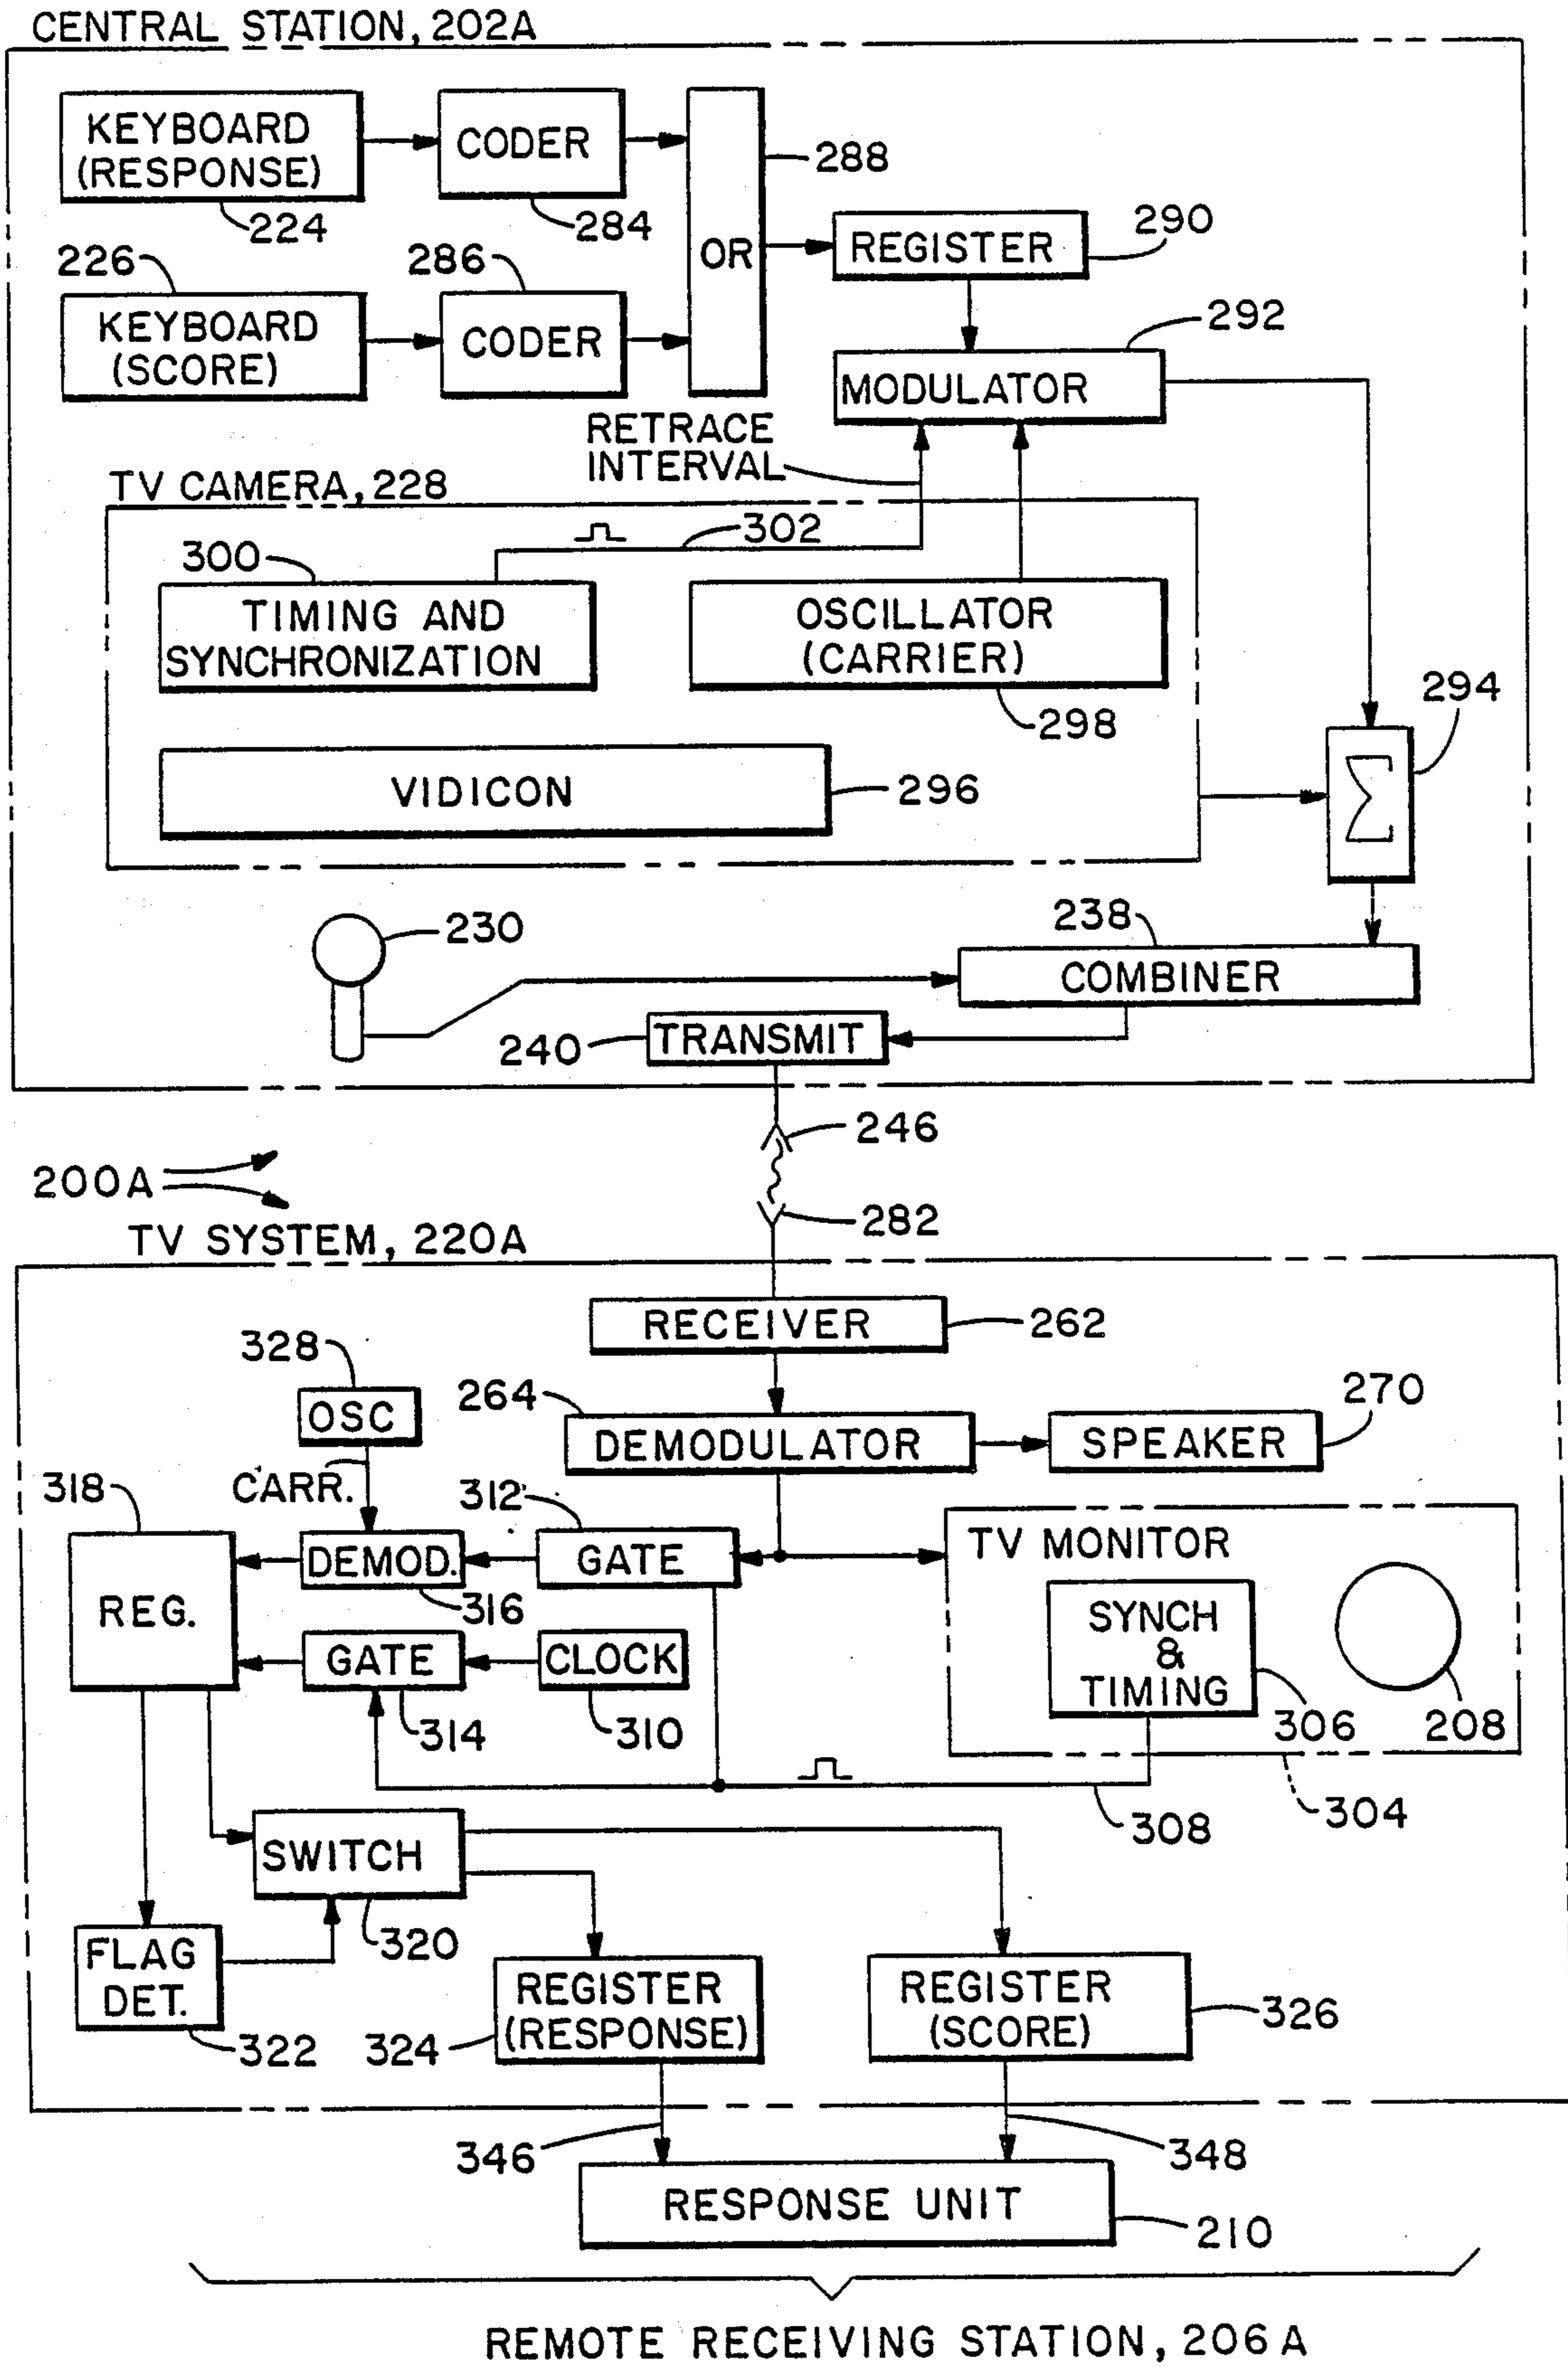 CENTRAL STATION, 202A
KEYBOARD
(RESPONSE)
224
CODER
284
OR
288
REGISTER
290
226
KEYBOARD
(SCORE)
286
CODER
MODULATOR
292
RETRACE
INTERVAL
TV CAMERA, 228
302
300
TIMING AND
SYNCHRONIZATION
OSCILLATOR
(CARRIER)
298
294
Σ
VIDICON
296
230
238
COMBINER
240
TRANSMIT
246
200A
282
TV SYSTEM, 220A
RECEIVER
262
328
OSC
CARR.
264
DEMODULATOR
SPEAKER
270
318
REG.
DEMOD.
316
312
GATE
TV MONITOR
SYNCH
&
TIMING
306
208
GATE
314
CLOCK
310
308
304
SWITCH
320
FLAG
DET.
322
324
REGISTER
(RESPONSE)
REGISTER
(SCORE)
326
346
348
RESPONSE UNIT
210
REMOTE RECEIVING STATION, 206A